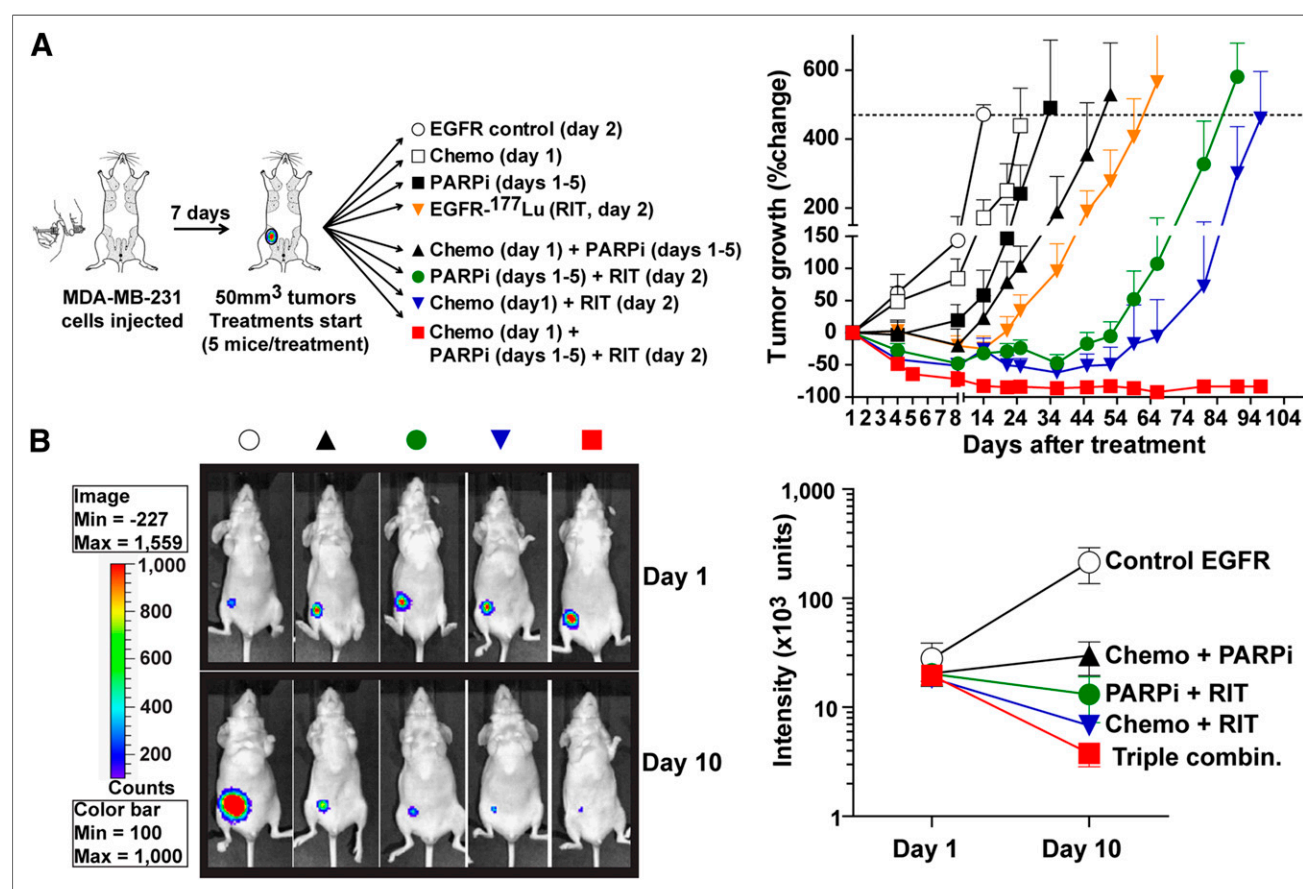 A
MDA-MB-231
cells injected
7 days
50mm³ tumors
Treatments start
(5 mice/treatment)
EGFR control (day 2)
Chemo (day 1)
PARPi (days 1-5)
EGFR-¹⁷⁷Lu (RIT, day 2)
Chemo (day 1) + PARPi (days 1-5)
PARPi (days 1-5) + RIT (day 2)
Chemo (day1) + RIT (day 2)
Chemo (day 1) +
PARPi (days 1-5) + RIT (day 2)
Tumor growth (%change)
600
400
200
150
100
50
0
-50
-100
1 2 3 4 5 6 7 8 14 24 34 44 54 64 74 84 94 104
Days after treatment
B
Image
Min = -227
Max = 1,559
1,000
800
600
400
200
Counts
Color bar
Min = 100
Max = 1,000
Day 1
Day 10
Intensity (x10³ units)
1,000
100
10
1
Control EGFR
Chemo + PARPi
PARPi + RIT
Chemo + RIT
Triple combin.
Day 1 Day 10